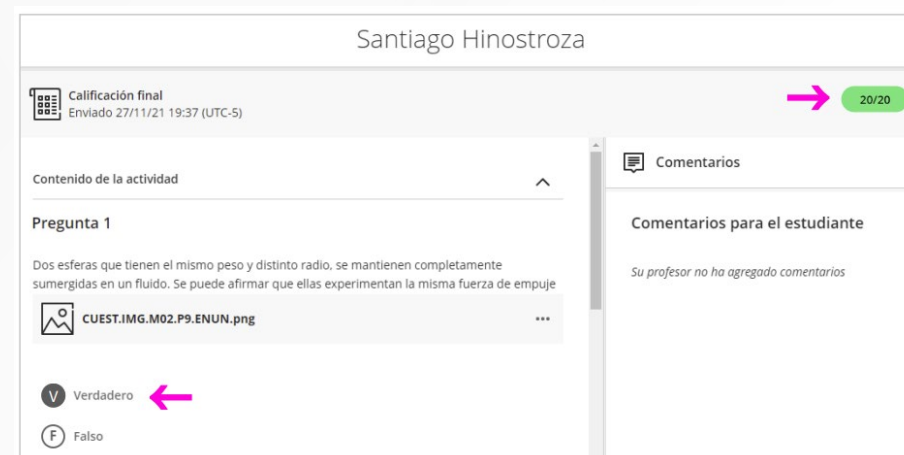 Santiago Hinostroza
Calificación final
Enviado 27/11/21 19:37 (UTC-5)
20/20
Contenido de la actividad
Pregunta 1
Dos esferas que tienen el mismo peso y distinto radio, se mantienen completamente
sumergidas en un fluido. Se puede afirmar que ellas experimentan la misma fuerza de empuje
CUEST.IMG.M02.P9.ENUN.png
V Verdadero
F Falso
Comentarios
Comentarios para el estudiante
Su profesor no ha agregado comentarios